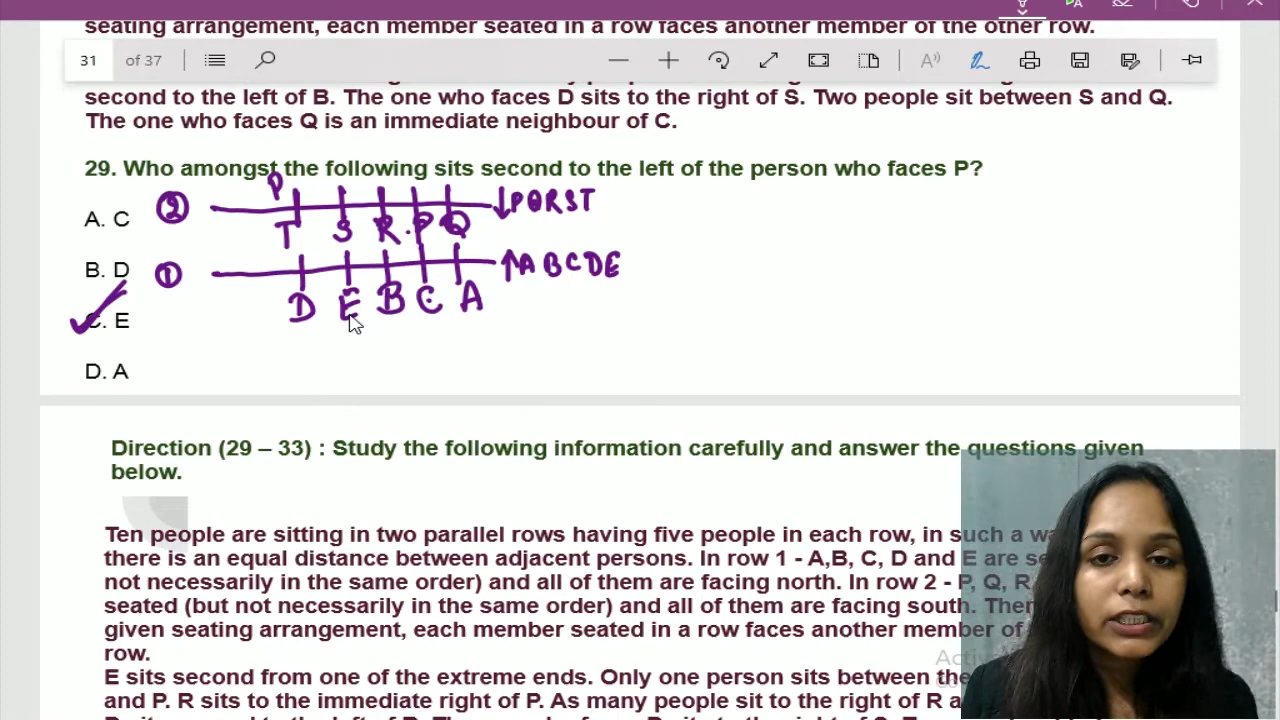 seating arrangement, each member seated in a row faces another member of the other row.
31 of 37
second to the left of B. The one who faces D sits to the right of S. Two people sit between S and Q.
The one who faces Q is an immediate neighbour of C.
29. Who amongst the following sits second to the left of the person who faces P?
P
② ↓PQRST
A. C
T S R .P Q
B. D ① ↑A B C D E
D E B C A
C. E
D. A
Direction (29 – 33) : Study the following information carefully and answer the questions given
below.
Ten people are sitting in two parallel rows having five people in each row, in such a
there is an equal distance between adjacent persons. In row 1 - A,B, C, D and E are
not necessarily in the same order) and all of them are facing north. In row 2 - P, Q, R,
seated (but not necessarily in the same order) and all of them are facing south.
given seating arrangement, each member seated in a row faces another member of
row.
E sits second from one of the extreme ends. Only one person sits between
and P. R sits to the immediate right of P. As many people sit to the right of R